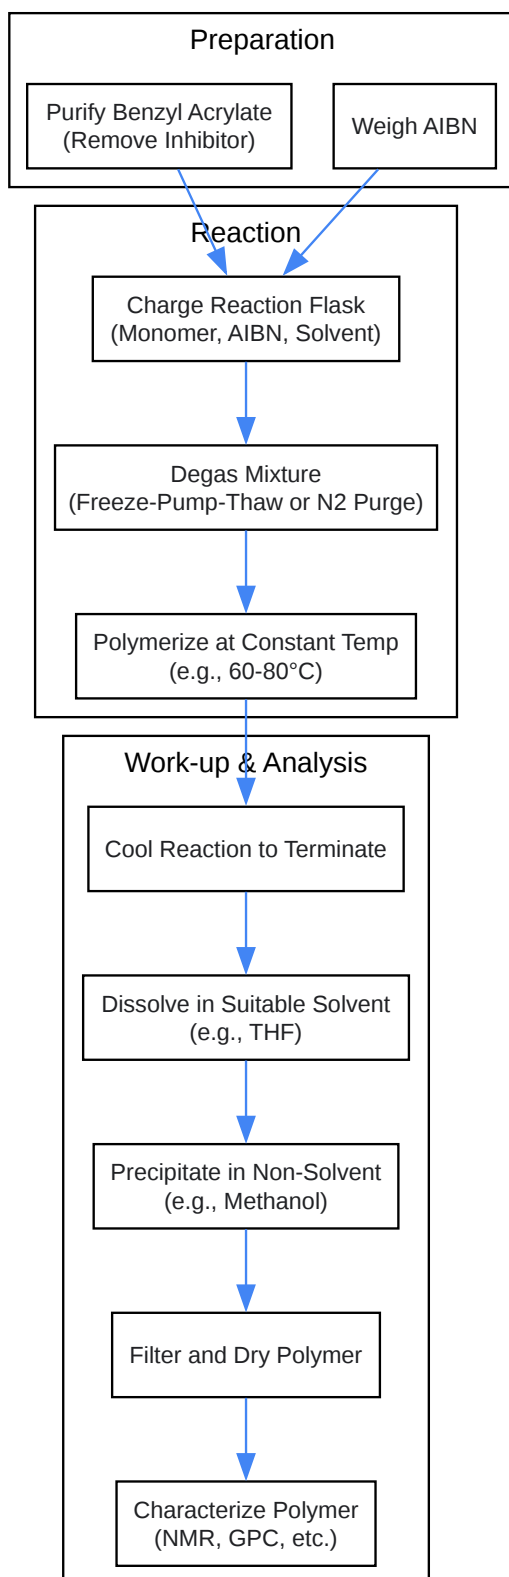 Preparation
Purify Benzyl Acrylate
(Remove Inhibitor)
Weigh AIBN
Reaction
Charge Reaction Flask
(Monomer, AIBN, Solvent)
Degas Mixture
(Freeze-Pump-Thaw or N2 Purge)
Polymerize at Constant Temp
(e.g., 60-80°C)
Work-up & Analysis
Cool Reaction to Terminate
Dissolve in Suitable Solvent
(e.g., THF)
Precipitate in Non-Solvent
(e.g., Methanol)
Filter and Dry Polymer
Characterize Polymer
(NMR, GPC, etc.)